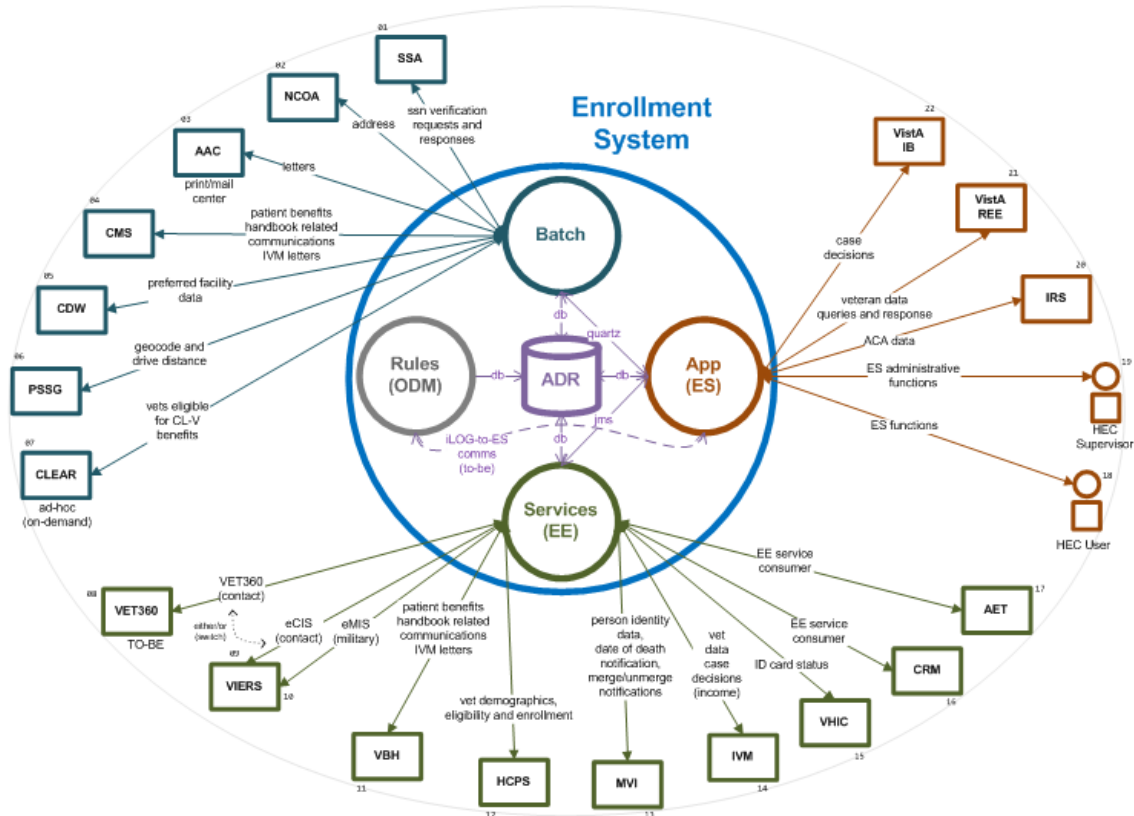 01
SSA
02
NCOA
ssn verification
requests and
responses
address
03
AAC
print/mail
center
letters
04
CMS
patient benefits
handbook related
communications
IVM letters
05
CDW
preferred facility
data
06
PSSG
geocode and
drive distance
07
CLEAR
ad-hoc
(on-demand)
vets eligible
for CL-V
benefits
Enrollment
System
Batch
db
quartz
Rules
(ODM)
db
ADR
db
App
(ES)
db
jms
iLOG-to-ES
comms
(to-be)
Services
(EE)
22
VistA
IB
case
decisions
21
VistA
REE
veteran data
queries and response
20
IRS
ACA data
19
HEC
Supervisor
ES administrative
functions
18
HEC User
ES functions
08
VET360
TO-BE
VET360
(contact)
either/or
(switch)
eCIS
(contact)
eMIS
(military)
09
VIERS
10
patient benefits
handbook related
communications
IVM letters
VBH
11
vet demographics,
eligibility and enrollment
HCPS
12
person identity
data,
date of death
notification,
merge/unmerge
notifications
MVI
13
vet
data
case
decisions
(income)
IVM
14
ID card status
VHIC
15
EE service
consumer
CRM
16
EE service
consumer
AET
17